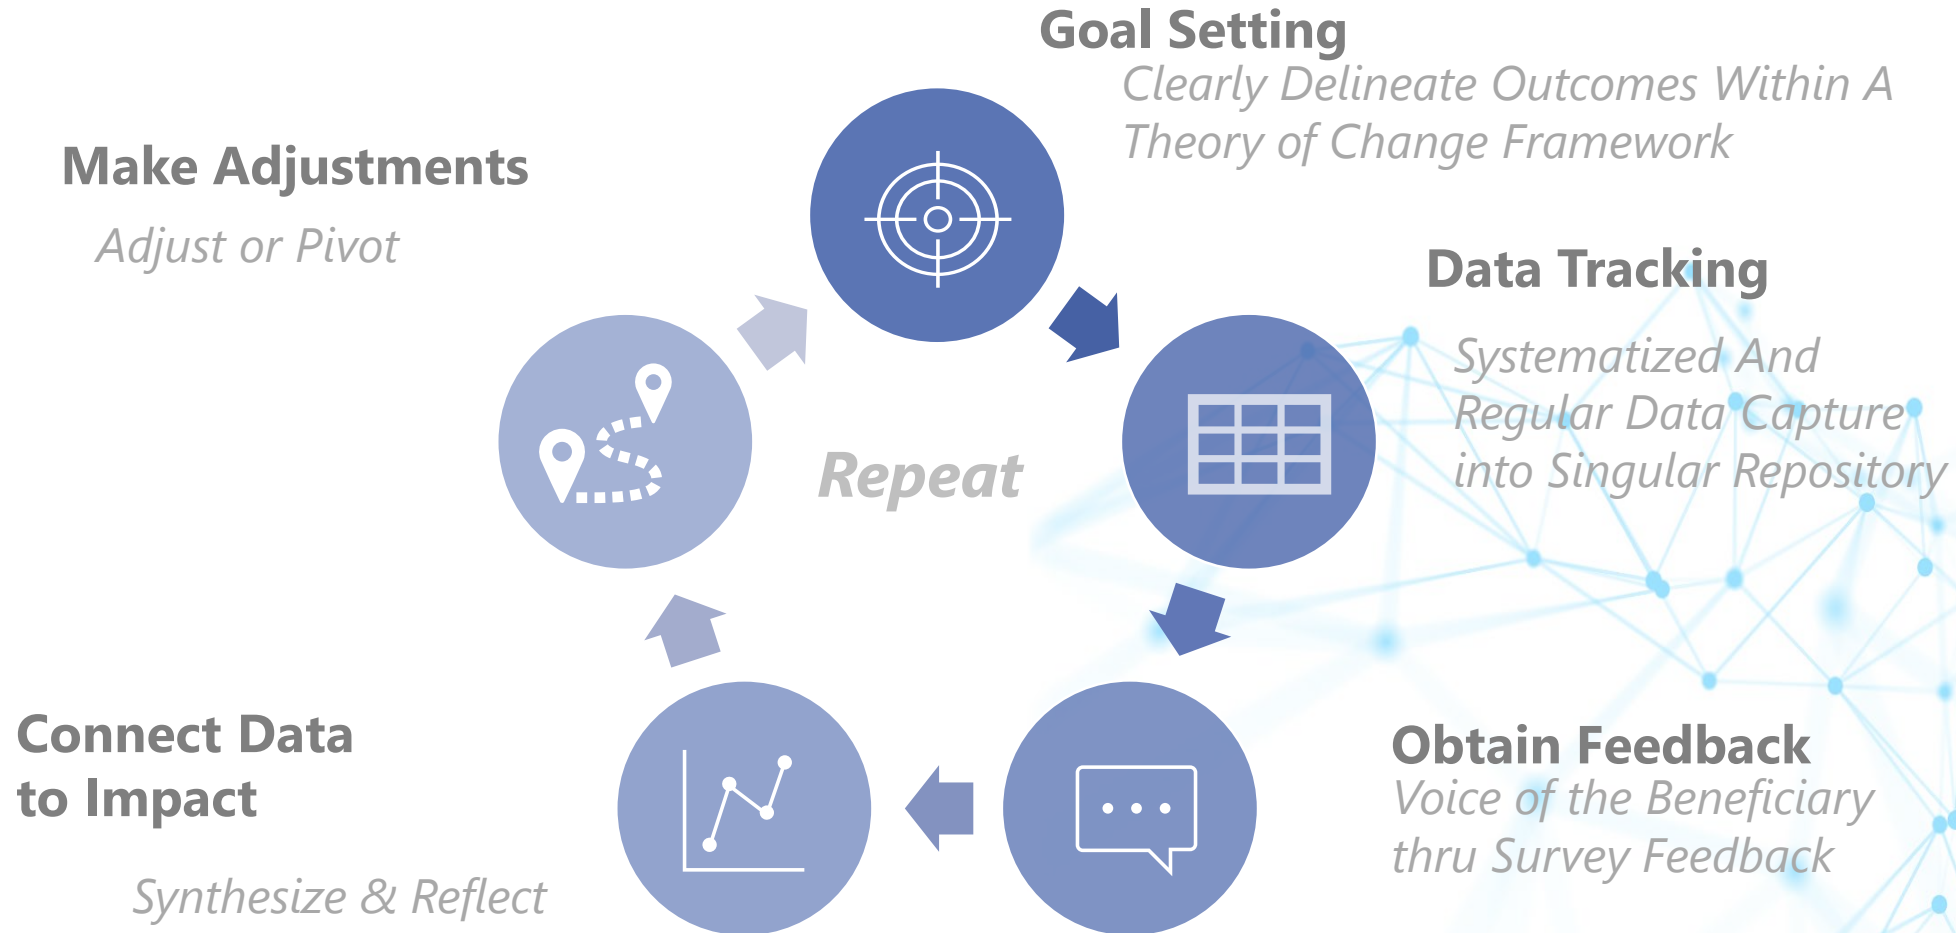 Goal Setting
Clearly Delineate Outcomes Within A
Theory of Change Framework
Data Tracking
Systematized And
Regular Data Capture
into Singular Repository
Obtain Feedback
Voice of the Beneficiary
thru Survey Feedback
Connect Data
to Impact
Synthesize & Reflect
Make Adjustments
Adjust or Pivot
Repeat